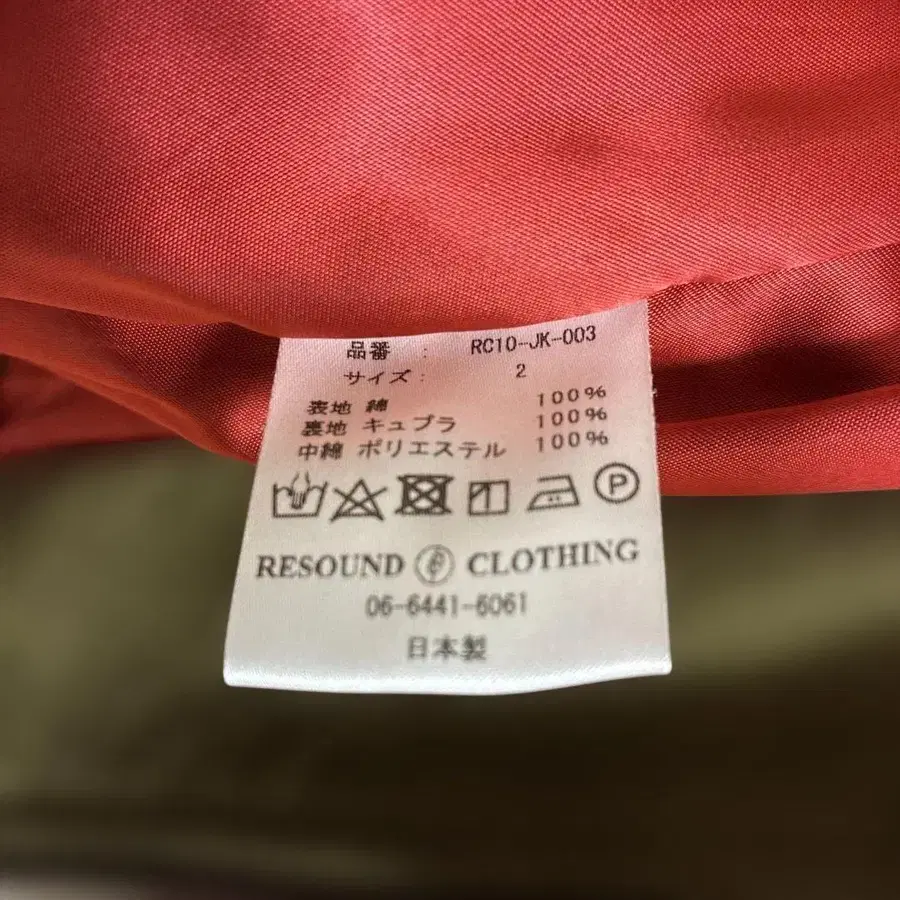 品番 : RC10-JK-003
サイズ : 2
表地 綿 100%
裏地 キュプラ 100%
中綿 ポリエステル 100%
P
RESOUND CLOTHING
06-6441-6061
日本製